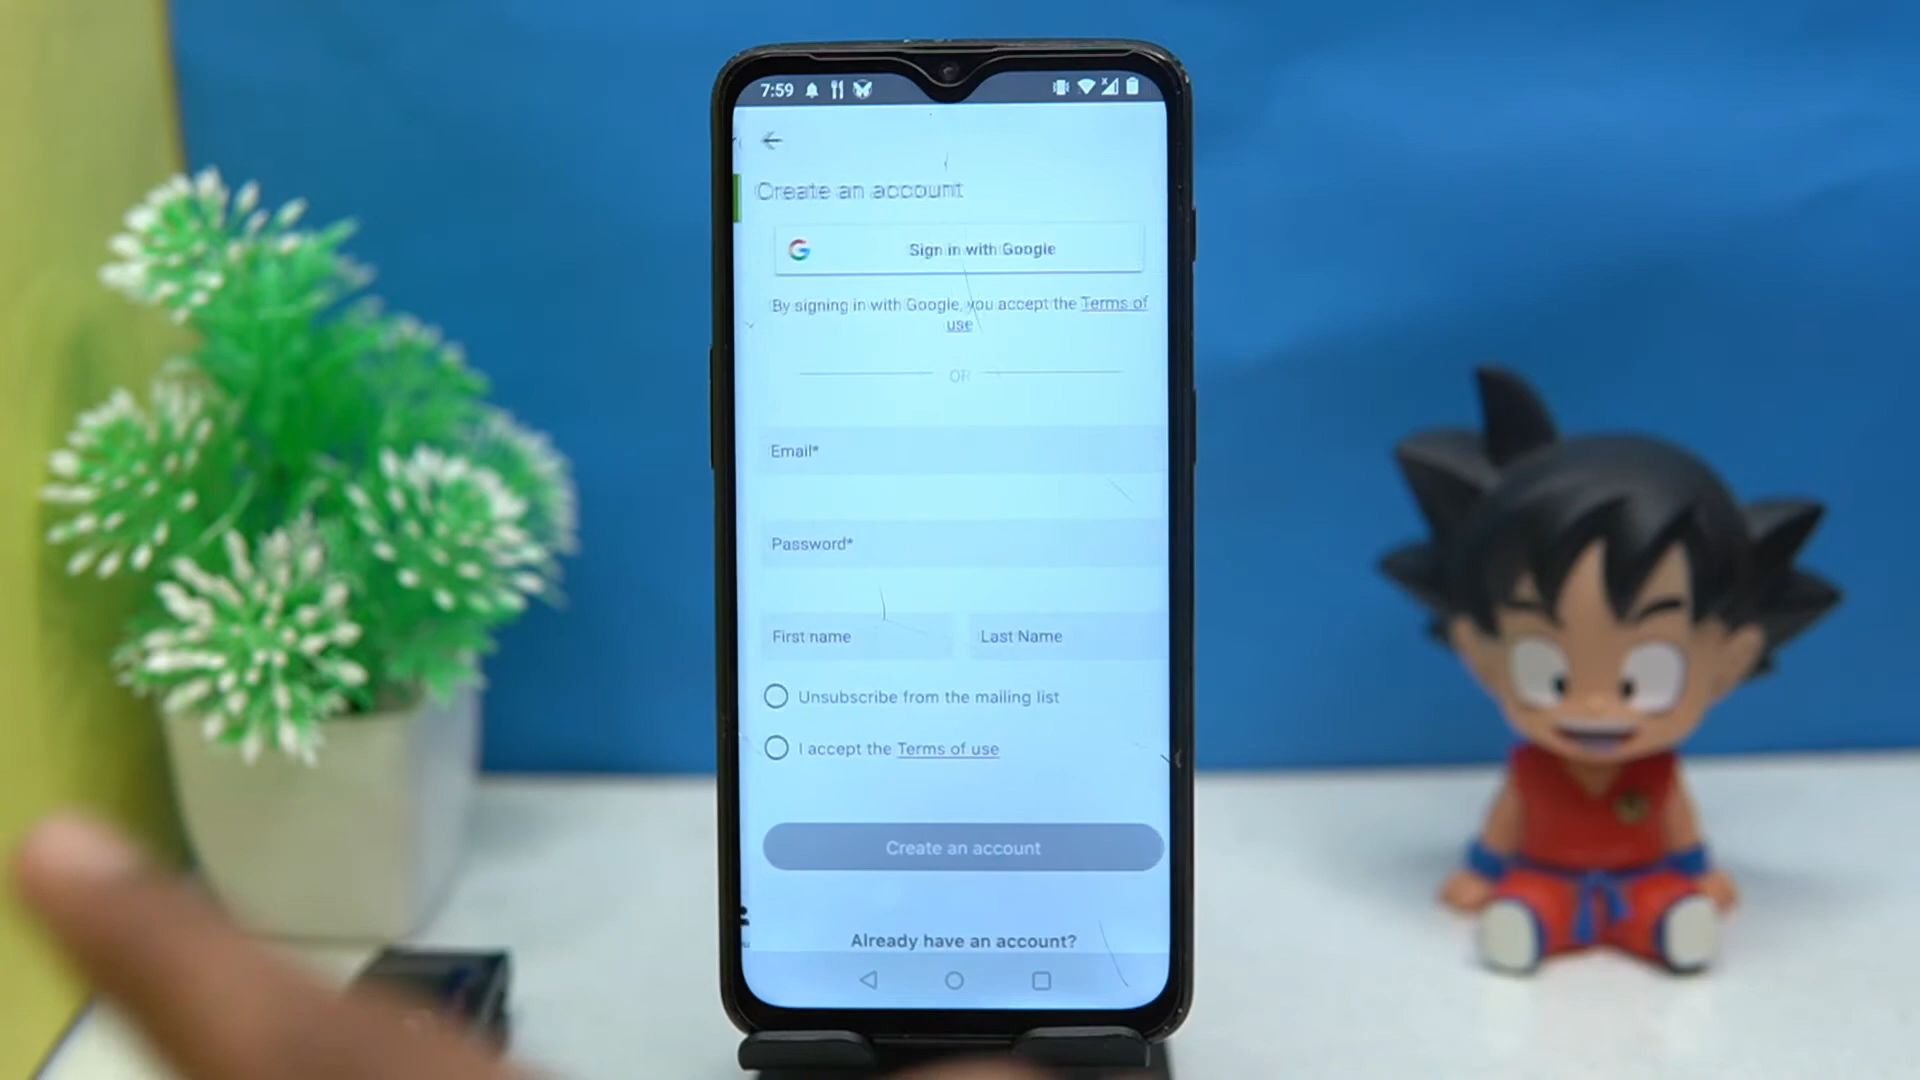 7:59
Create an account
Sign in with Google
By signing in with Google, you accept the Terms of
use
OR
Email*
Password*
First name Last Name
Unsubscribe from the mailing list
I accept the Terms of use
Create an account
Already have an account?